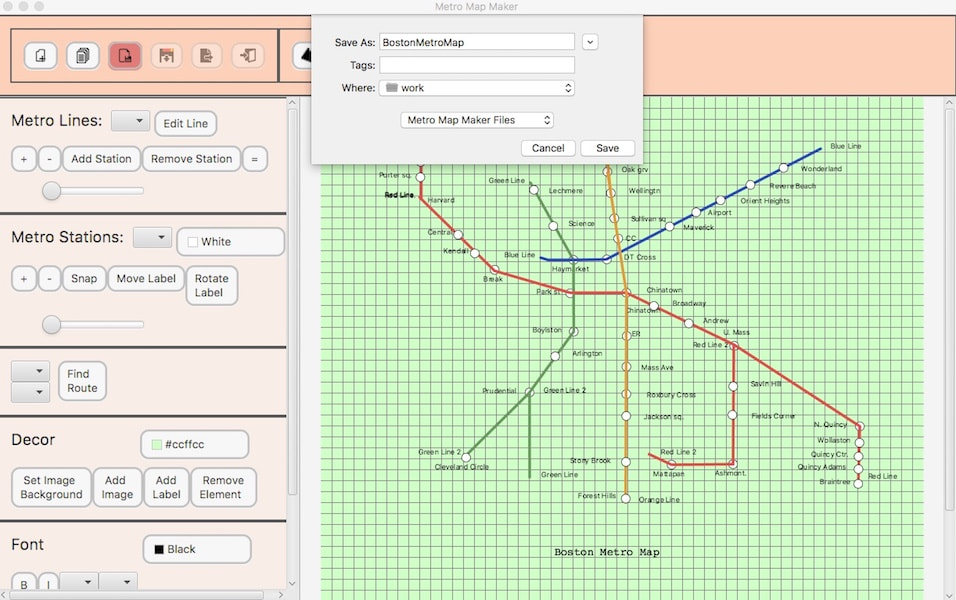 Metro Map Maker
Save As: BostonMetroMap
Tags:
Where: work
Metro Map Maker Files
Cancel Save
Metro Lines: Edit Line
+ - Add Station Remove Station =
Metro Stations: White
+ - Snap Move Label Rotate Label
Find Route
Decor #ccffcc
Set Image Background Add Image Add Label Remove Element
Font Black
B I
Blue Line
Oak grv
Wonderland
Porter sq.
Green Line
Lechmere
Wellingtn
Revere Beach
Red Line
Harvard
Orient Heights
Airport
Science
Sullivan sq
Maverick
Central
CC
Kendall
Blue Line
DT Cross
Haymarket
Break
Park st.
Chinatown
Chinatown
Broadway
Andrew
Boylston
ER
U. Mass
Red Line 2
Arlington
Mass Ave
Savin Hill
Prudential
Green Line 2
Roxbury Cross
Jackson sq.
Fields Corner
N. Quincy
Wollaston
Green Line 2
Red Line 2
Quincy Ctr.
Cleveland Circle
Stony Brook
Quincy Adams
Green Line
Mattapan
Ashmont.
Red Line
Braintree
Forest Hills
Orange Line
Boston Metro Map